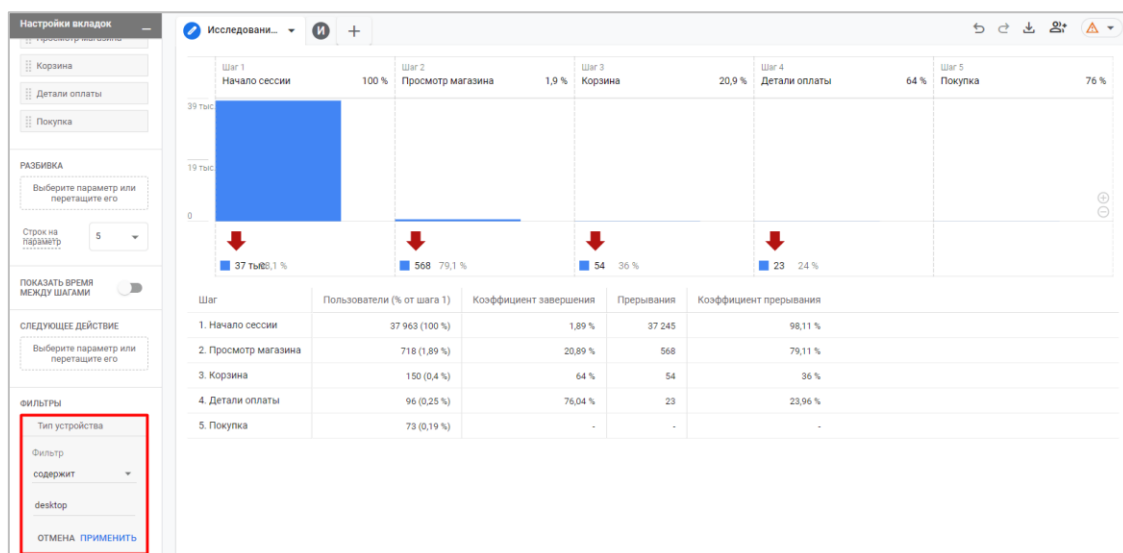 Настройки вкладок
Просмотр магазина
Корзина
Детали оплаты
Покупка
РАЗБИВКА
Выберите параметр или
перетащите его
Строк на
параметр
5
ПОКАЗАТЬ ВРЕМЯ
МЕЖДУ ШАГАМИ
СЛЕДУЮЩЕЕ ДЕЙСТВИЕ
Выберите параметр или
перетащите его
ФИЛЬТРЫ
Тип устройства
Фильтр
содержит
desktop
ОТМЕНА ПРИМЕНИТЬ
Исследовани... И
Шаг 1 Шаг 2 Шаг 3 Шаг 4 Шаг 5
Начало сессии 100 % Просмотр магазина 1,9 % Корзина 20,9 % Детали оплаты 64 % Покупка 76 %
39 тыс.
19 тыс.
0
37 тыс. 98,1 % 568 79,1 % 54 36 % 23 24 %
Шаг Пользователи (% от шага 1) Коэффициент завершения Прерывания Коэффициент прерывания
1. Начало сессии 37 963 (100 %) 1,89 % 37 245 98,11 %
2. Просмотр магазина 718 (1,89 %) 20,89 % 568 79,11 %
3. Корзина 150 (0,4 %) 64 % 54 36 %
4. Детали оплаты 96 (0,25 %) 76,04 % 23 23,96 %
5. Покупка 73 (0,19 %) - - -